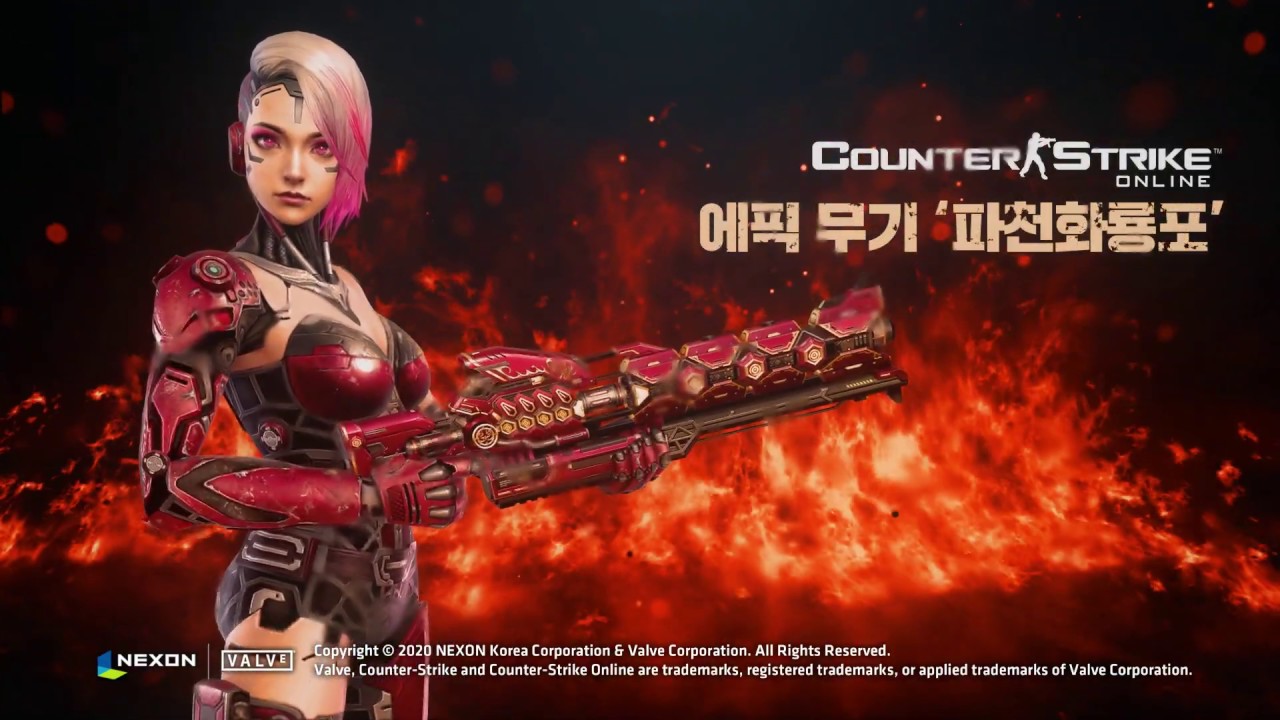 COUNTER STRIKE™
ONLINE
에픽 무기 ‘파천화룡포’
NEXON
VALVE
Copyright © 2020 NEXON Korea Corporation & Valve Corporation. All Rights Reserved.
Valve, Counter-Strike and Counter-Strike Online are trademarks, registered trademarks, or applied trademarks of Valve Corporation.